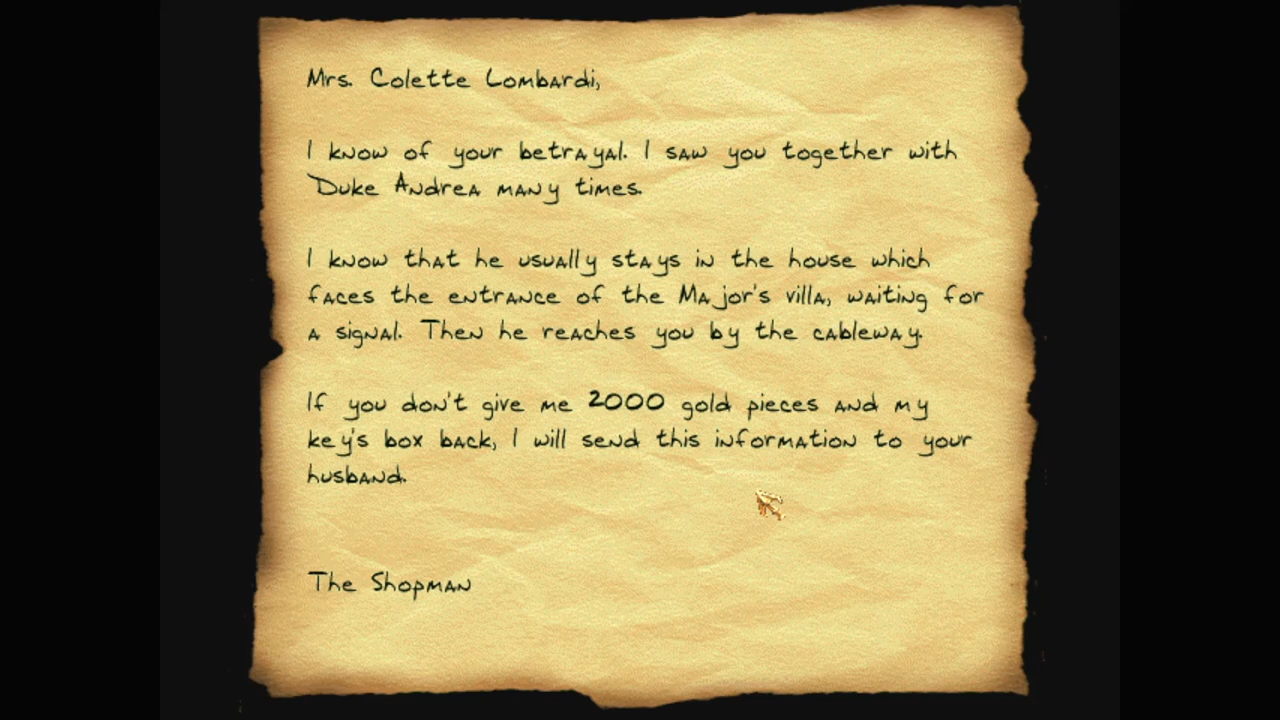 Mrs. Colette Lombardi,
I know of your betrayal. I saw you together with
Duke Andrea many times.
I know that he usually stays in the house which
faces the entrance of the Major's villa, waiting for
a signal. Then he reaches you by the cableway.
If you don't give me 2000 gold pieces and my
key's box back, I will send this information to your
husband.
The Shopman